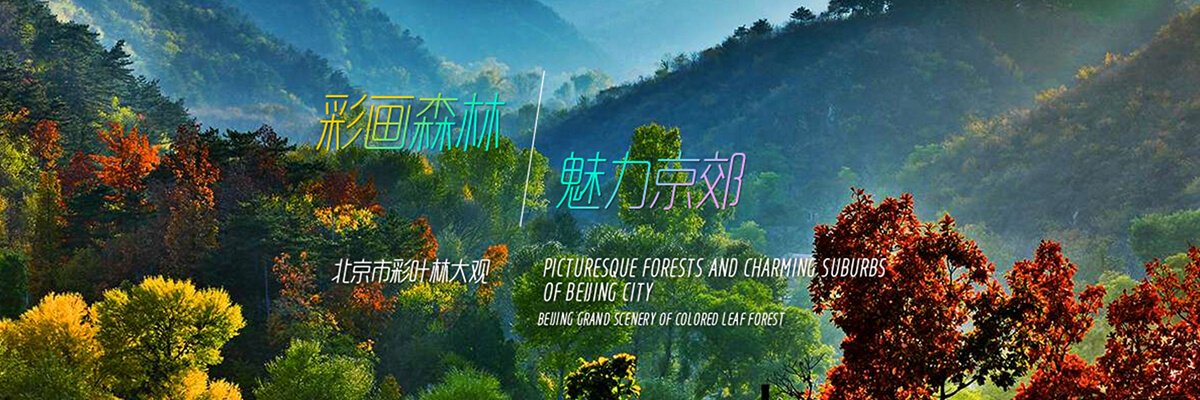 彩画森林
魅力京郊
北京市彩叶林大观
PICTURESQUE FORESTS AND CHARMING SUBURBS
OF BEIJING CITY
BEIJING GRAND SCENERY OF COLORED LEAF FOREST